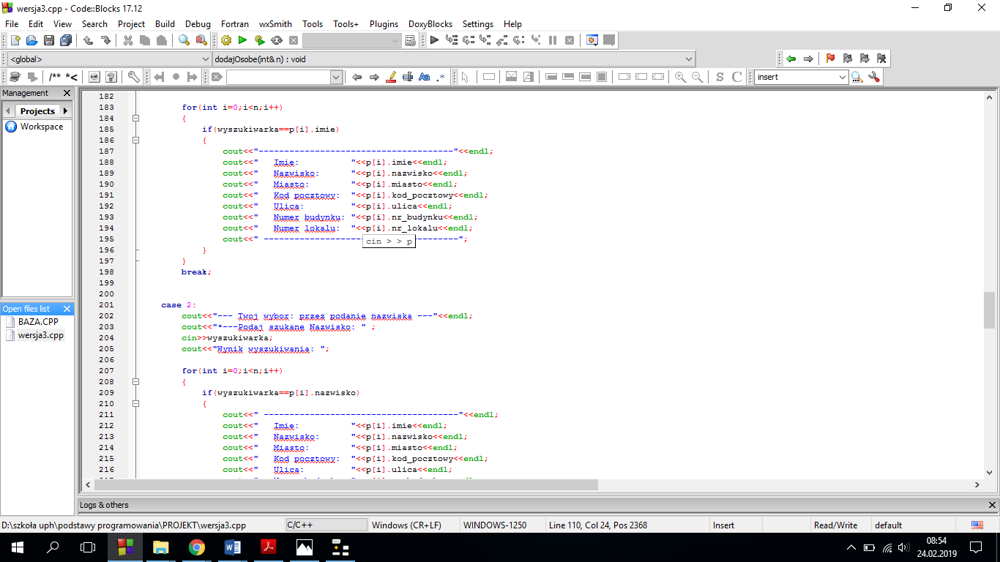 wersja3.cpp - Code::Blocks 17.12
File Edit View Search Project Build Debug Fortran wxSmith Tools Tools+ Plugins DoxyBlocks Settings Help
<global> dodajOsobe(int& n) : void
/** *< Aa .* S C insert
Management
Projects
Workspace
Open files list
BAZA.CPP
wersja3.cpp
182
183 for(int i=0;i<n;i++)
184 {
185 if(wyszukiwarka==p[i].imie)
186 {
187 cout<<"--------------------------------------"<<endl;
188 cout<<"   Imie:          "<<p[i].imie<<endl;
189 cout<<"   Nazwisko:      "<<p[i].nazwisko<<endl;
190 cout<<"   Miasto:        "<<p[i].miasto<<endl;
191 cout<<"   Kod pocztowy:  "<<p[i].kod_pocztowy<<endl;
192 cout<<"   Ulica:         "<<p[i].ulica<<endl;
193 cout<<"   Numer budynku: "<<p[i].nr_budynku<<endl;
194 cout<<"   Numer lokalu:  "<<p[i].nr_lokalu<<endl;
195 cout<<" --------------------------------------";
cin > > p
196 }
197 }
198 break;
199
200
201 case 2:
202 cout<<"--- Twoj wybor: przez podanie nazwiska ---"<<endl;
203 cout<<"*---Podaj szukane Nazwisko: " ;
204 cin>>wyszukiwarka;
205 cout<<"Wynik wyszukiwania: ";
206
207 for(int i=0;i<n;i++)
208 {
209 if(wyszukiwarka==p[i].nazwisko)
210 {
211 cout<<" --------------------------------------"<<endl;
212 cout<<"   Imie:          "<<p[i].imie<<endl;
213 cout<<"   Nazwisko:      "<<p[i].nazwisko<<endl;
214 cout<<"   Miasto:        "<<p[i].miasto<<endl;
215 cout<<"   Kod pocztowy:  "<<p[i].kod_pocztowy<<endl;
216 cout<<"   Ulica:         "<<p[i].ulica<<endl;
Logs & others
D:\szkoła uph\podstawy programowania\PROJEKT\wersja3.cpp C/C++ Windows (CR+LF) WINDOWS-1250 Line 110, Col 24, Pos 2368 Insert Read/Write default
08:54
24.02.2019